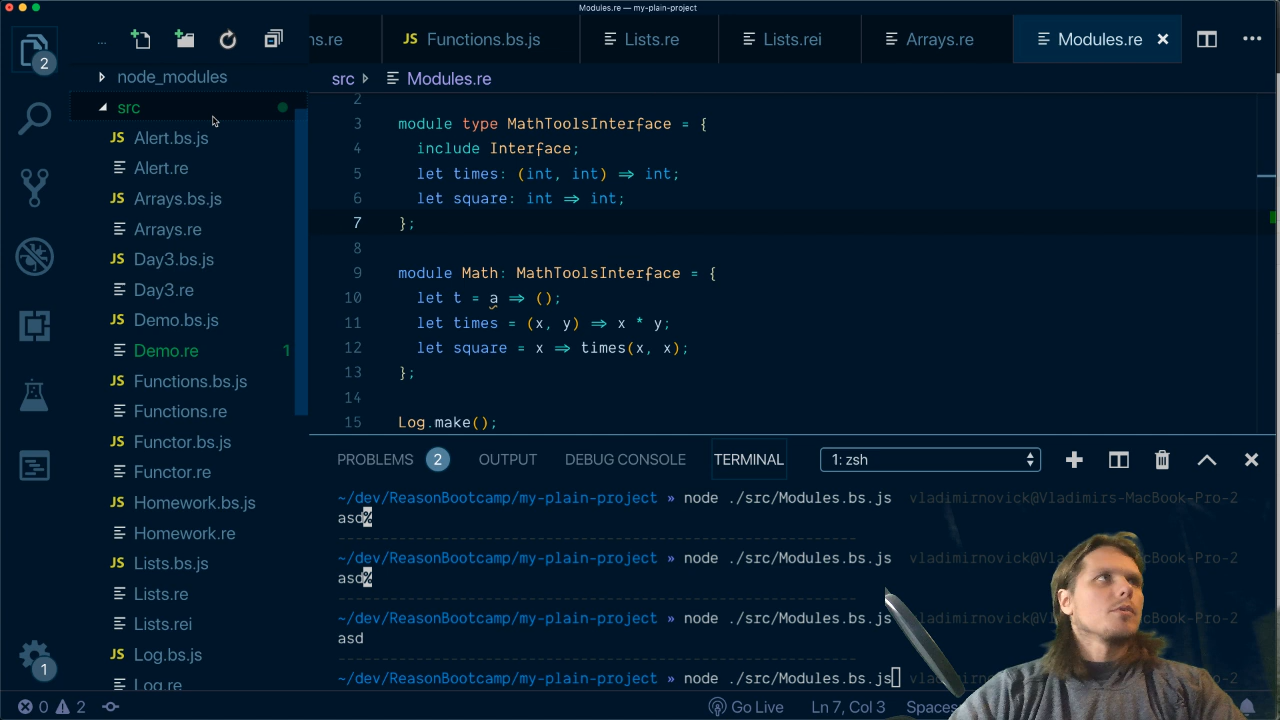 Modules.re — my-plain-project
...
ns.re
JS Functions.bs.js
Lists.re
Lists.rei
Arrays.re
Modules.re
2
node_modules
src
JS Alert.bs.js
Alert.re
JS Arrays.bs.js
Arrays.re
JS Day3.bs.js
Day3.re
JS Demo.bs.js
Demo.re 1
JS Functions.bs.js
Functions.re
JS Functor.bs.js
Functor.re
JS Homework.bs.js
Homework.re
JS Lists.bs.js
Lists.re
Lists.rei
JS Log.bs.js
Log.re
1
src Modules.re
2
3 module type MathToolsInterface = {
4 include Interface;
5 let times: (int, int) => int;
6 let square: int => int;
7 };
8
9 module Math: MathToolsInterface = {
10 let t = a => ();
11 let times = (x, y) => x * y;
12 let square = x => times(x, x);
13 };
14
15 Log.make();
PROBLEMS 2 OUTPUT DEBUG CONSOLE TERMINAL 1: zsh
~/dev/ReasonBootcamp/my-plain-project » node ./src/Modules.bs.js vladimirnovick@Vladimirs-MacBook-Pro-2
asd%
~/dev/ReasonBootcamp/my-plain-project » node ./src/Modules.bs.js vladimirnovick@Vladimirs-MacBook-Pro-2
asd%
~/dev/ReasonBootcamp/my-plain-project » node ./src/Modules.bs.js
asd
~/dev/ReasonBootcamp/my-plain-project » node ./src/Modules.bs.js
0 2 Go Live Ln 7, Col 3 Spaces